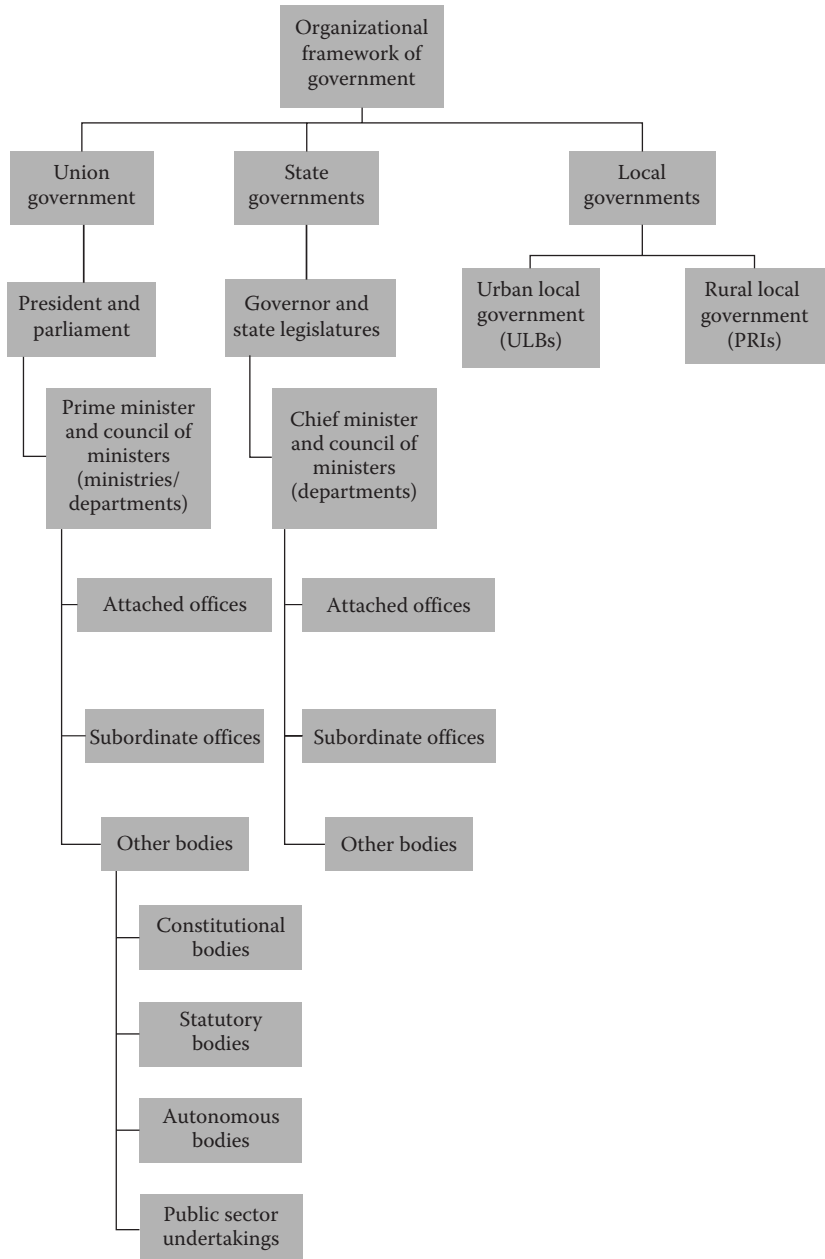 Organizational
framework of
government
Union
government
State
governments
Local
governments
President and
parliament
Governor and
state legislatures
Urban local
government
(ULBs)
Rural local
government
(PRIs)
Prime minister
and council of
ministers
(ministries/
departments)
Chief minister
and council of
ministers
(departments)
Attached offices
Attached offices
Subordinate offices
Subordinate offices
Other bodies
Other bodies
Constitutional
bodies
Statutory
bodies
Autonomous
bodies
Public sector
undertakings